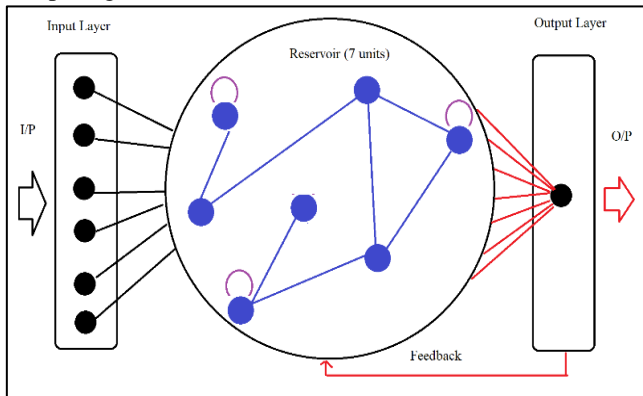 Input Layer
Output Layer
Reservoir (7 units)
I/P
O/P
Feedback